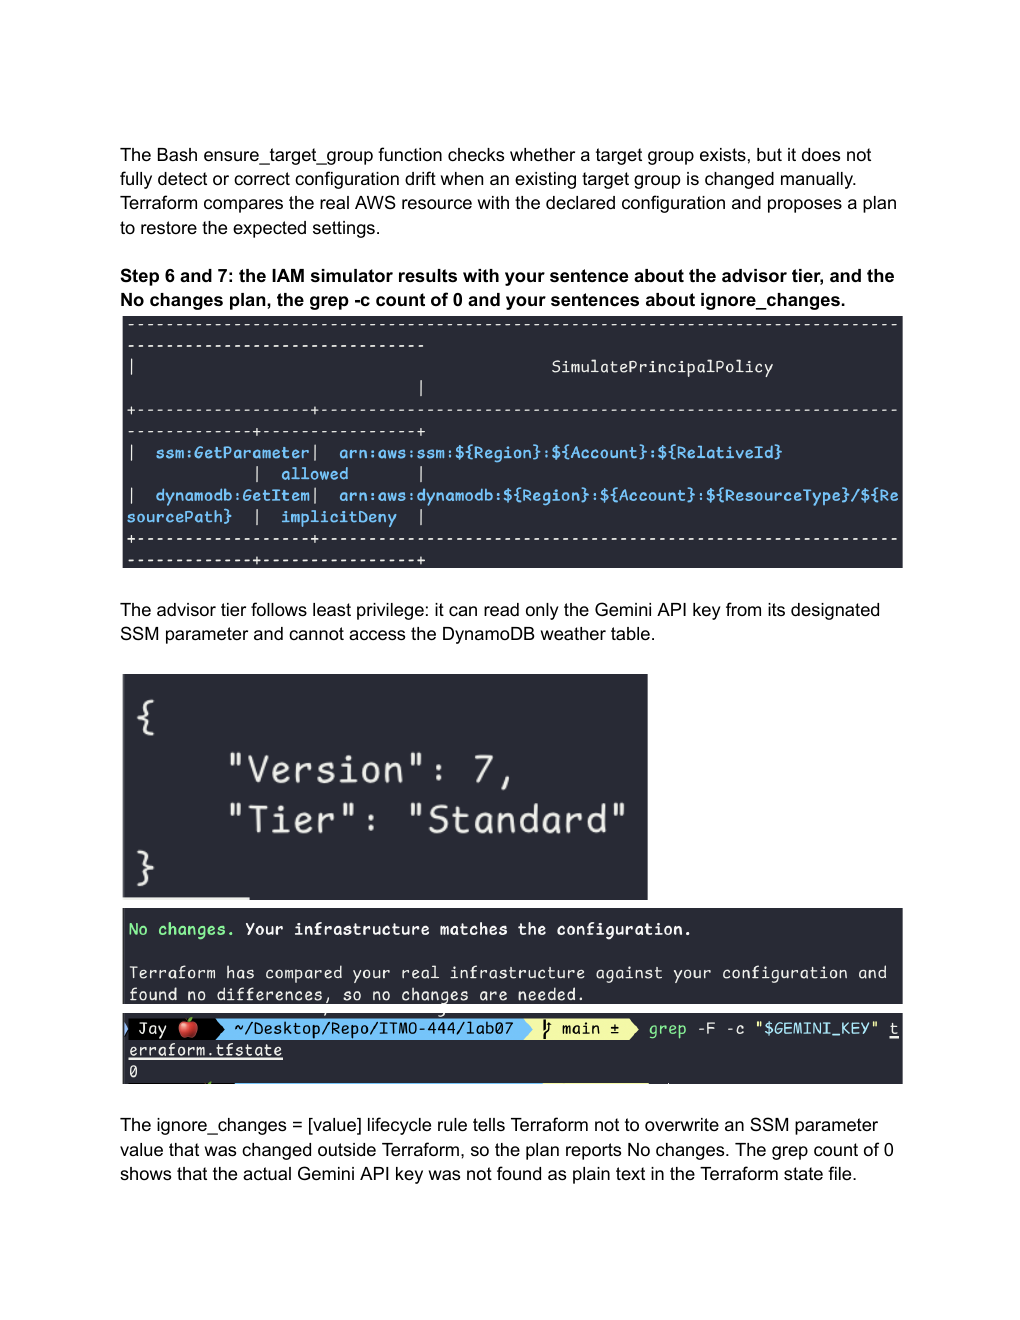 The Bash ensure_target_group function checks whether a target group exists, but it does not
fully detect or correct configuration drift when an existing target group is changed manually.
Terraform compares the real AWS resource with the declared configuration and proposes a plan
to restore the expected settings.
Step 6 and 7: the IAM simulator results with your sentence about the advisor tier, and the
No changes plan, the grep -c count of 0 and your sentences about ignore_changes.
--------------------------------------------------------------------------------
-------------------------------
|                                           SimulatePrincipalPolicy
                              |
+------------------+------------------------------------------------------------
-------------+----------------+
|  ssm:GetParameter|  arn:aws:ssm:${Region}:${Account}:${RelativeId}
             |  allowed       |
|  dynamodb:GetItem|  arn:aws:dynamodb:${Region}:${Account}:${ResourceType}/${Re
sourcePath}  |  implicitDeny  |
+------------------+------------------------------------------------------------
-------------+----------------+
The advisor tier follows least privilege: it can read only the Gemini API key from its designated
SSM parameter and cannot access the DynamoDB weather table.
{
    "Version": 7,
    "Tier": "Standard"
}
No changes. Your infrastructure matches the configuration.
Terraform has compared your real infrastructure against your configuration and
found no differences, so no changes are needed.
Jay 🍎 ~/Desktop/Repo/ITMO-444/lab07 main ± grep -F -c "$GEMINI_KEY" t
erraform.tfstate
0
The ignore_changes = [value] lifecycle rule tells Terraform not to overwrite an SSM parameter
value that was changed outside Terraform, so the plan reports No changes. The grep count of 0
shows that the actual Gemini API key was not found as plain text in the Terraform state file.